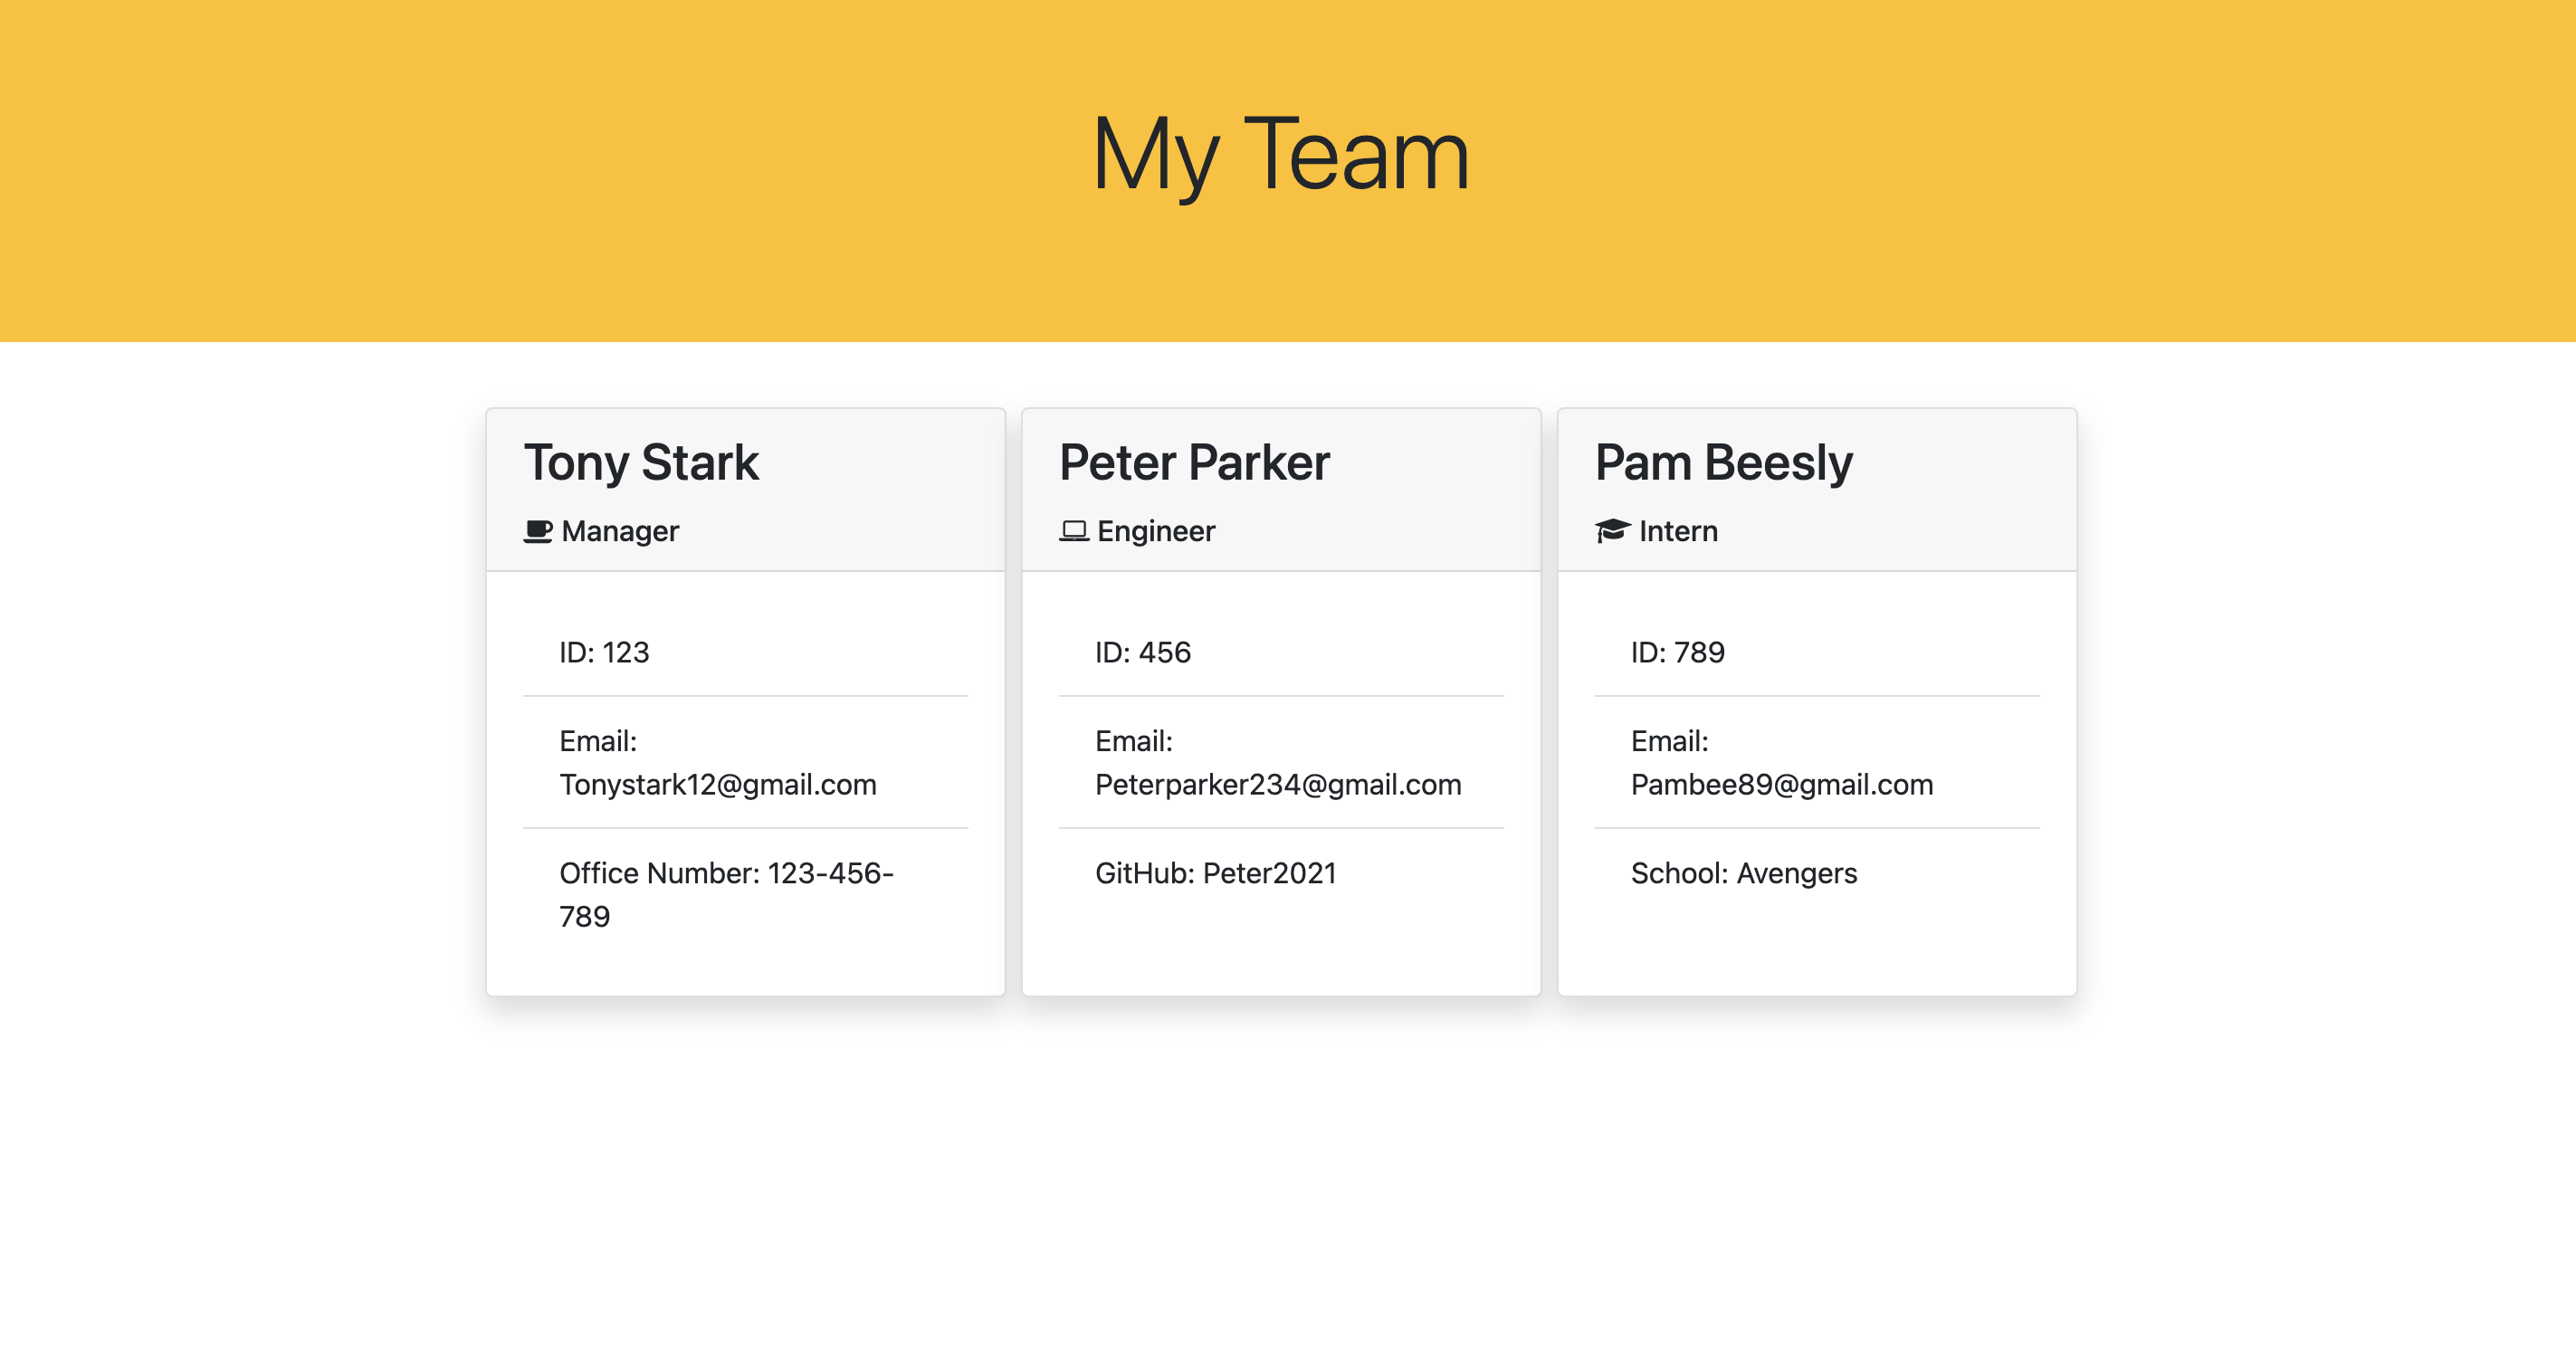 My Team
Tony Stark
Manager
ID: 123
Email:
Tonystark12@gmail.com
Office Number: 123-456-
789
Peter Parker
Engineer
ID: 456
Email:
Peterparker234@gmail.com
GitHub: Peter2021
Pam Beesly
Intern
ID: 789
Email:
Pambee89@gmail.com
School: Avengers